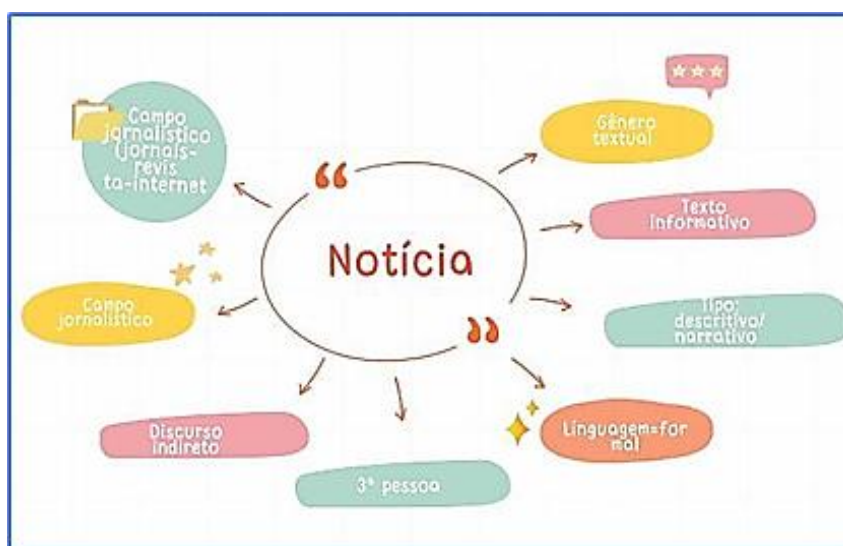 Campo
jornalístico
(jornais-
revis
ta-internet
Gênero
textual
Texto
informativo
Notícia
Campo
jornalístico
Tipo:
descritivo/
narrativo
Discurso
indireto
Linguagem=for
mal
3ª pessoa